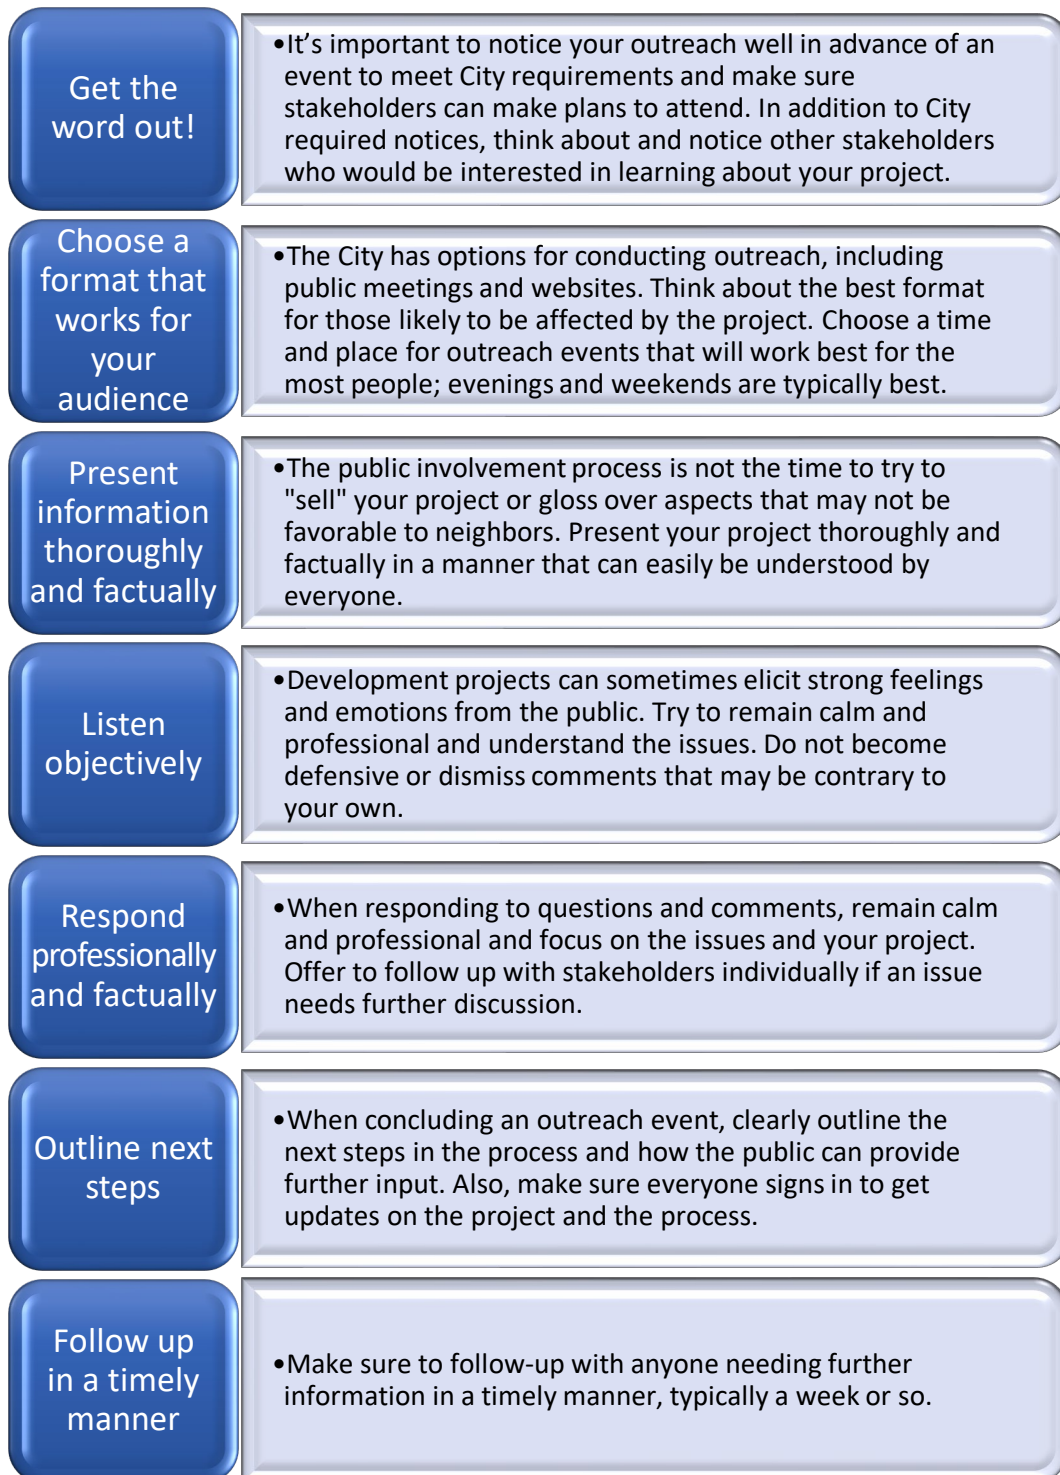 Get the
word out!
•It's important to notice your outreach well in advance of an
event to meet City requirements and make sure
stakeholders can make plans to attend. In addition to City
required notices, think about and notice other stakeholders
who would be interested in learning about your project.
Choose a
format that
works for
your
audience
•The City has options for conducting outreach, including
public meetings and websites. Think about the best format
for those likely to be affected by the project. Choose a time
and place for outreach events that will work best for the
most people; evenings and weekends are typically best.
Present
information
thoroughly
and factually
•The public involvement process is not the time to try to
"sell" your project or gloss over aspects that may not be
favorable to neighbors. Present your project thoroughly and
factually in a manner that can easily be understood by
everyone.
Listen
objectively
•Development projects can sometimes elicit strong feelings
and emotions from the public. Try to remain calm and
professional and understand the issues. Do not become
defensive or dismiss comments that may be contrary to
your own.
Respond
professionally
and factually
•When responding to questions and comments, remain calm
and professional and focus on the issues and your project.
Offer to follow up with stakeholders individually if an issue
needs further discussion.
Outline next
steps
•When concluding an outreach event, clearly outline the
next steps in the process and how the public can provide
further input. Also, make sure everyone signs in to get
updates on the project and the process.
Follow up
in a timely
manner
•Make sure to follow-up with anyone needing further
information in a timely manner, typically a week or so.